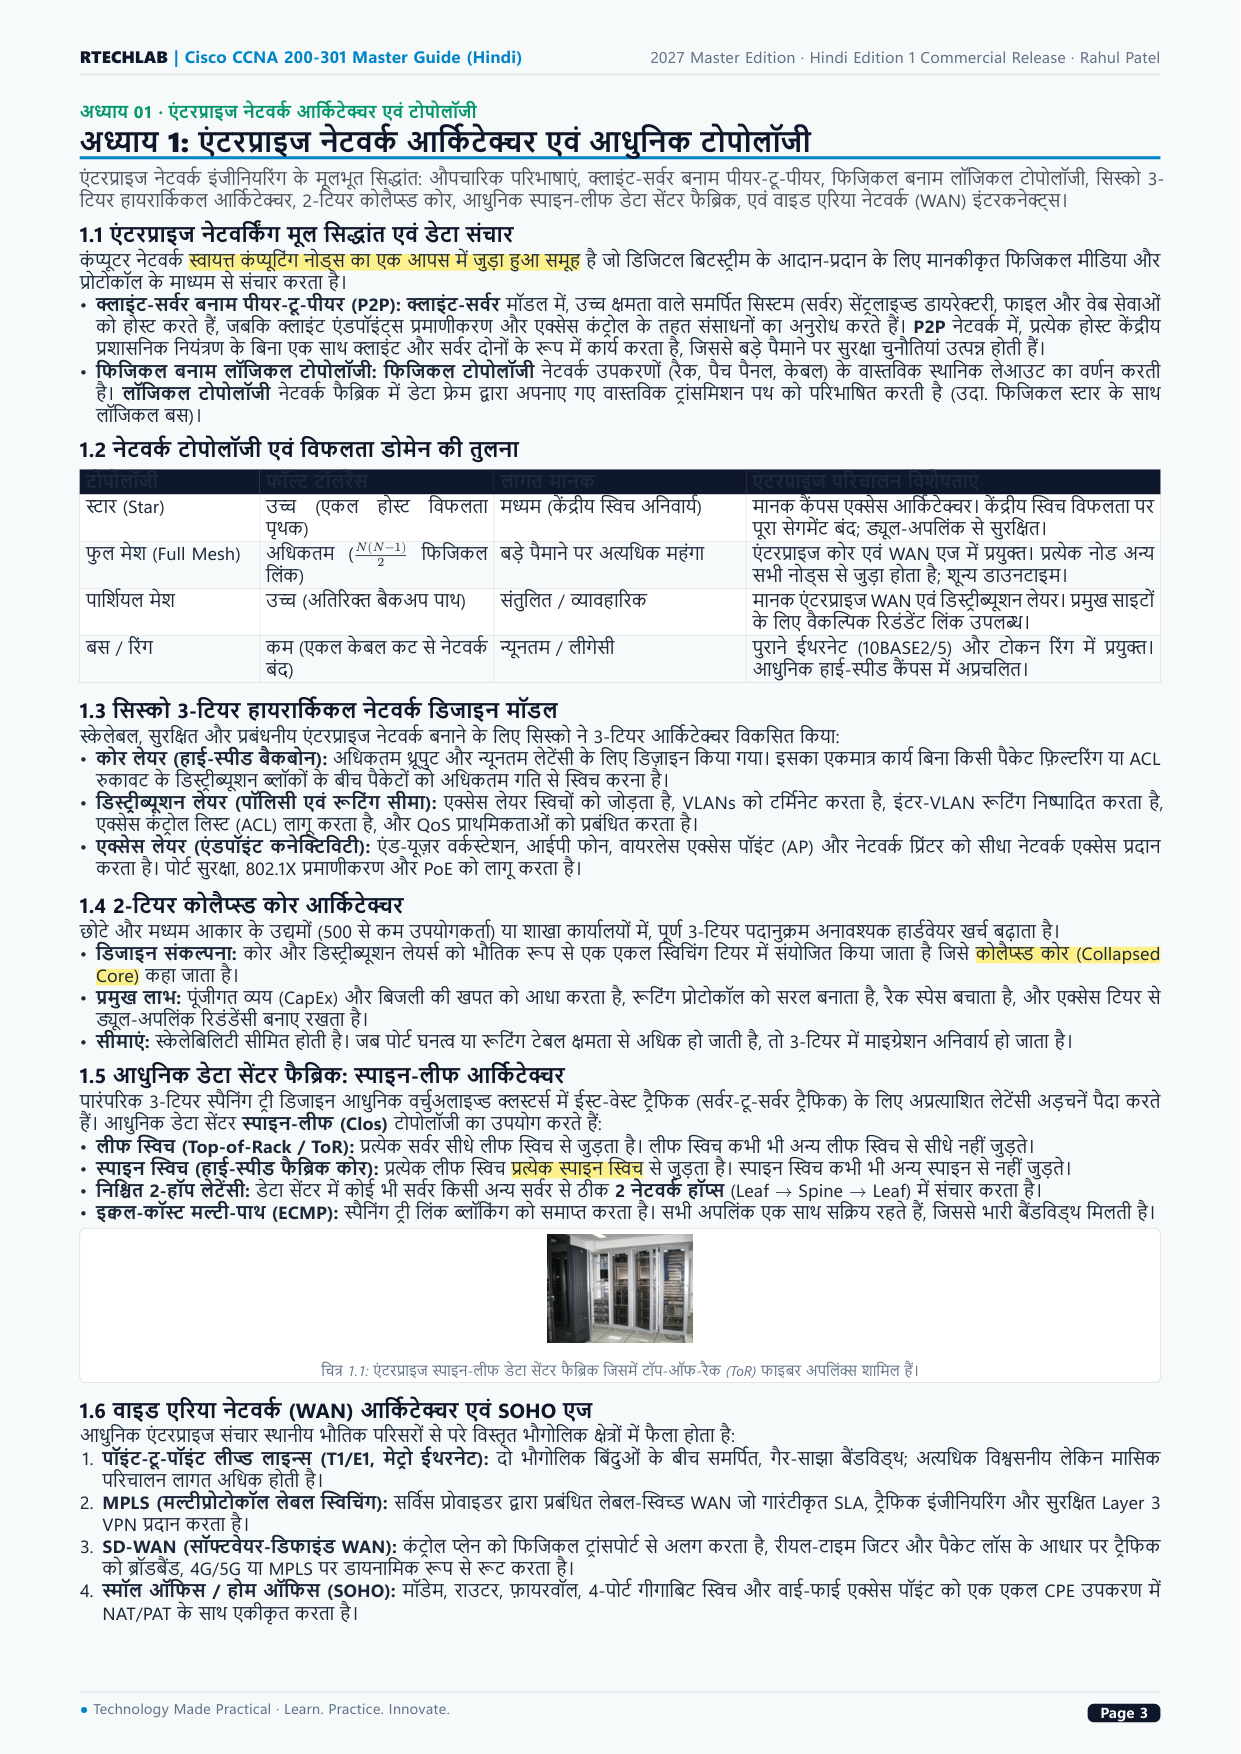 RTECHLAB | Cisco CCNA 200-301 Master Guide (Hindi)
2027 Master Edition · Hindi Edition 1 Commercial Release · Rahul Patel
अध्याय 01 · एंटरप्राइज नेटवर्क आर्किटेक्चर एवं टोपोलॉजी
अध्याय 1: एंटरप्राइज नेटवर्क आर्किटेक्चर एवं आधुनिक टोपोलॉजी
एंटरप्राइज नेटवर्क इंजीनियरिंग के मूलभूत सिद्धांत: औपचारिक परिभाषाएं, क्लाइंट-सर्वर बनाम पीयर-टू-पीयर, फिजिकल बनाम लॉजिकल टोपोलॉजी, सिस्को 3-
टियर हायरार्किकल आर्किटेक्चर, 2-टियर कोलैप्स्ड कोर, आधुनिक स्पाइन-लीफ डेटा सेंटर फैब्रिक, एवं वाइड एरिया नेटवर्क (WAN) इंटरकनेक्ट्स।
1.1 एंटरप्राइज नेटवर्किंग मूल सिद्धांत एवं डेटा संचार
कंप्यूटर नेटवर्क स्वायत्त कंप्यूटिंग नोड्स का एक आपस में जुड़ा हुआ समूह है जो डिजिटल बिटस्ट्रीम के आदान-प्रदान के लिए मानकीकृत फिजिकल मीडिया और
प्रोटोकॉल के माध्यम से संचार करता है।
• क्लाइंट-सर्वर बनाम पीयर-टू-पीयर (P2P): क्लाइंट-सर्वर मॉडल में, उच्च क्षमता वाले समर्पित सिस्टम (सर्वर) सेंट्रलाइज्ड डायरेक्टरी, फाइल और वेब सेवाओं
को होस्ट करते हैं, जबकि क्लाइंट एंडपॉइंट्स प्रमाणीकरण और एक्सेस कंट्रोल के तहत संसाधनों का अनुरोध करते हैं। P2P नेटवर्क में, प्रत्येक होस्ट केंद्रीय
प्रशासनिक नियंत्रण के बिना एक साथ क्लाइंट और सर्वर दोनों के रूप में कार्य करता है, जिससे बड़े पैमाने पर सुरक्षा चुनौतियां उत्पन्न होती हैं।
• फिजिकल बनाम लॉजिकल टोपोलॉजी: फिजिकल टोपोलॉजी नेटवर्क उपकरणों (रैक, पैच पैनल, केबल) के वास्तविक स्थानिक लेआउट का वर्णन करती
है। लॉजिकल टोपोलॉजी नेटवर्क फैब्रिक में डेटा फ्रेम द्वारा अपनाए गए वास्तविक ट्रांसमिशन पथ को परिभाषित करती है (उदा. फिजिकल स्टार के साथ
लॉजिकल बस)।
1.2 नेटवर्क टोपोलॉजी एवं विफलता डोमेन की तुलना
टोपोलॉजी फॉल्ट टॉलरेंस लागत मानक एंटरप्राइज परिचालन विशेषताएं
स्टार (Star) उच्च (एकल होस्ट विफलता मध्यम (केंद्रीय स्विच अनिवार्य) मानक कैंपस एक्सेस आर्किटेक्चर। केंद्रीय स्विच विफलता पर
पृथक) पूरा सेगमेंट बंद; ड्यूल-अपलिंक से सुरक्षित।
फुल मेश (Full Mesh) अधिकतम (N(N−1)/2 फिजिकल बड़े पैमाने पर अत्यधिक महंगा एंटरप्राइज कोर एवं WAN एज में प्रयुक्त। प्रत्येक नोड अन्य
लिंक) सभी नोड्स से जुड़ा होता है; शून्य डाउनटाइम।
पार्शियल मेश उच्च (अतिरिक्त बैकअप पाथ) संतुलित / व्यावहारिक मानक एंटरप्राइज WAN एवं डिस्ट्रीब्यूशन लेयर। प्रमुख साइटों
के लिए वैकल्पिक रिडंडेंट लिंक उपलब्ध।
बस / रिंग कम (एकल केबल कट से नेटवर्क न्यूनतम / लीगेसी पुराने ईथरनेट (10BASE2/5) और टोकन रिंग में प्रयुक्त।
बंद) आधुनिक हाई-स्पीड कैंपस में अप्रचलित।
1.3 सिस्को 3-टियर हायरार्किकल नेटवर्क डिजाइन मॉडल
स्केलेबल, सुरक्षित और प्रबंधनीय एंटरप्राइज नेटवर्क बनाने के लिए सिस्को ने 3-टियर आर्किटेक्चर विकसित किया:
• कोर लेयर (हाई-स्पीड बैकबोन): अधिकतम थ्रूपुट और न्यूनतम लेटेंसी के लिए डिज़ाइन किया गया। इसका एकमात्र कार्य बिना किसी पैकेट फ़िल्टरिंग या ACL
रुकावट के डिस्ट्रीब्यूशन ब्लॉकों के बीच पैकेटों को अधिकतम गति से स्विच करना है।
• डिस्ट्रीब्यूशन लेयर (पॉलिसी एवं रूटिंग सीमा): एक्सेस लेयर स्विचों को जोड़ता है, VLANs को टर्मिनेट करता है, इंटर-VLAN रूटिंग निष्पादित करता है,
एक्सेस कंट्रोल लिस्ट (ACL) लागू करता है, और QoS प्राथमिकताओं को प्रबंधित करता है।
• एक्सेस लेयर (एंडपॉइंट कनेक्टिविटी): एंड-यूज़र वर्कस्टेशन, आईपी फोन, वायरलेस एक्सेस पॉइंट (AP) और नेटवर्क प्रिंटर को सीधा नेटवर्क एक्सेस प्रदान
करता है। पोर्ट सुरक्षा, 802.1X प्रमाणीकरण और PoE को लागू करता है।
1.4 2-टियर कोलैप्स्ड कोर आर्किटेक्चर
छोटे और मध्यम आकार के उद्यमों (500 से कम उपयोगकर्ता) या शाखा कार्यालयों में, पूर्ण 3-टियर पदानुक्रम अनावश्यक हार्डवेयर खर्च बढ़ाता है।
• डिजाइन संकल्पना: कोर और डिस्ट्रीब्यूशन लेयर्स को भौतिक रूप से एक एकल स्विचिंग टियर में संयोजित किया जाता है जिसे कोलैप्स्ड कोर (Collapsed
Core) कहा जाता है।
• प्रमुख लाभ: पूंजीगत व्यय (CapEx) और बिजली की खपत को आधा करता है, रूटिंग प्रोटोकॉल को सरल बनाता है, रैक स्पेस बचाता है, और एक्सेस टियर से
ड्यूल-अपलिंक रिडंडेंसी बनाए रखता है।
• सीमाएं: स्केलेबिलिटी सीमित होती है। जब पोर्ट घनत्व या रूटिंग टेबल क्षमता से अधिक हो जाती है, तो 3-टियर में माइग्रेशन अनिवार्य हो जाता है।
1.5 आधुनिक डेटा सेंटर फैब्रिक: स्पाइन-लीफ आर्किटेक्चर
पारंपरिक 3-टियर स्पैनिंग ट्री डिजाइन आधुनिक वर्चुअलाइज्ड क्लस्टर्स में ईस्ट-वेस्ट ट्रैफिक (सर्वर-टू-सर्वर ट्रैफिक) के लिए अप्रत्याशित लेटेंसी अड़चनें पैदा करते
हैं। आधुनिक डेटा सेंटर स्पाइन-लीफ (Clos) टोपोलॉजी का उपयोग करते हैं:
• लीफ स्विच (Top-of-Rack / ToR): प्रत्येक सर्वर सीधे लीफ स्विच से जुड़ता है। लीफ स्विच कभी भी अन्य लीफ स्विच से सीधे नहीं जुड़ते।
• स्पाइन स्विच (हाई-स्पीड फैब्रिक कोर): प्रत्येक लीफ स्विच प्रत्येक स्पाइन स्विच से जुड़ता है। स्पाइन स्विच कभी भी अन्य स्पाइन से नहीं जुड़ते।
• निश्चित 2-हॉप लेटेंसी: डेटा सेंटर में कोई भी सर्वर किसी अन्य सर्वर से ठीक 2 नेटवर्क हॉप्स (Leaf → Spine → Leaf) में संचार करता है।
• इक्वल-कॉस्ट मल्टी-पाथ (ECMP): स्पैनिंग ट्री लिंक ब्लॉकिंग को समाप्त करता है। सभी अपलिंक एक साथ सक्रिय रहते हैं, जिससे भारी बैंडविड्थ मिलती है।
चित्र 1.1: एंटरप्राइज स्पाइन-लीफ डेटा सेंटर फैब्रिक जिसमें टॉप-ऑफ-रैक (ToR) फाइबर अपलिंक्स शामिल हैं।
1.6 वाइड एरिया नेटवर्क (WAN) आर्किटेक्चर एवं SOHO एज
आधुनिक एंटरप्राइज संचार स्थानीय भौतिक परिसरों से परे विस्तृत भौगोलिक क्षेत्रों में फैला होता है:
1. पॉइंट-टू-पॉइंट लीज्ड लाइन्स (T1/E1, मेट्रो ईथरनेट): दो भौगोलिक बिंदुओं के बीच समर्पित, गैर-साझा बैंडविड्थ; अत्यधिक विश्वसनीय लेकिन मासिक
परिचालन लागत अधिक होती है।
2. MPLS (मल्टीप्रोटोकॉल लेबल स्विचिंग): सर्विस प्रोवाइडर द्वारा प्रबंधित लेबल-स्विच्ड WAN जो गारंटीकृत SLA, ट्रैफिक इंजीनियरिंग और सुरक्षित Layer 3
VPN प्रदान करता है।
3. SD-WAN (सॉफ्टवेयर-डिफाइंड WAN): कंट्रोल प्लेन को फिजिकल ट्रांसपोर्ट से अलग करता है, रीयल-टाइम जिटर और पैकेट लॉस के आधार पर ट्रैफिक
को ब्रॉडबैंड, 4G/5G या MPLS पर डायनामिक रूप से रूट करता है।
4. स्मॉल ऑफिस / होम ऑफिस (SOHO): मॉडेम, राउटर, फ़ायरवॉल, 4-पोर्ट गीगाबिट स्विच और वाई-फाई एक्सेस पॉइंट को एक एकल CPE उपकरण में
NAT/PAT के साथ एकीकृत करता है।
● Technology Made Practical · Learn. Practice. Innovate.
Page 3